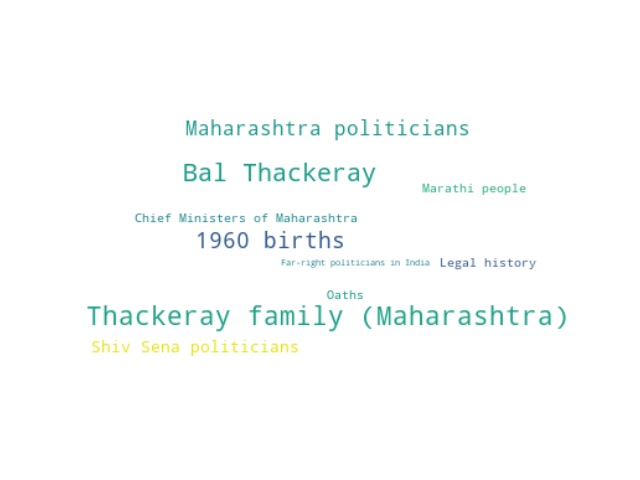 Maharashtra politicians
Bal Thackeray
Marathi people
Chief Ministers of Maharashtra
1960 births
Far-right politicians in India
Legal history
Oaths
Thackeray family (Maharashtra)
Shiv Sena politicians